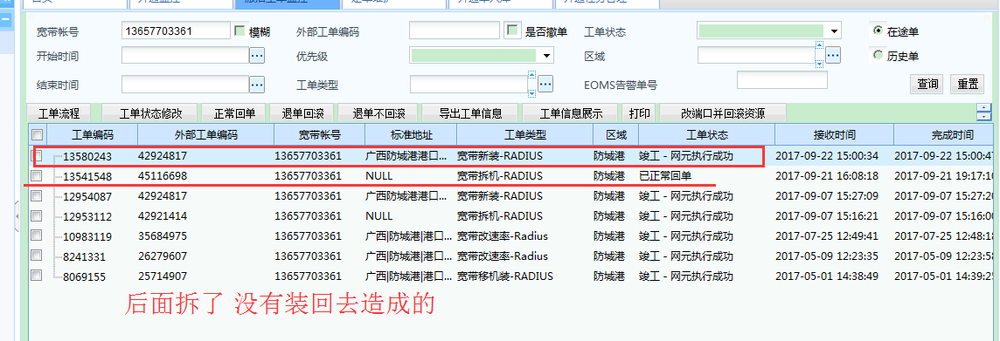 宽带帐号 13657703361 模糊 外部工单编码 是否撤单 工单状态 在途单
开始时间 ... 优先级 区域 ... 历史单
结束时间 ... 工单类型 ... EOMS告警单号 查询 重置
工单流程 工单状态修改 正常回单 退单回滚 退单不回滚 导出工单信息 工单信息展示 打印 改端口并回滚资源
工单编码 外部工单编码 宽带帐号 标准地址 工单类型 区域 工单状态 接收时间 完成时间
13580243 42924817 13657703361 广西防城港港口... 宽带新装-RADIUS 防城港 竣工 - 网元执行成功 2017-09-22 15:00:34 2017-09-22 15:00:47
13541548 45116698 13657703361 NULL 宽带拆机-RADIUS 防城港 已正常回单 2017-09-21 16:08:18 2017-09-21 19:17:10
12954087 42924817 13657703361 广西防城港港口... 宽带新装-RADIUS 防城港 竣工 - 网元执行成功 2017-09-07 15:27:09 2017-09-07 15:27:2
12953112 42921414 13657703361 NULL 宽带拆机-RADIUS 防城港 竣工 - 网元执行成功 2017-09-07 15:16:21 2017-09-07 15:16:0
10983119 35684975 13657703361 广西|防城港|港口... 宽带改速率-Radius 防城港 竣工 - 网元执行成功 2017-07-25 12:49:41 2017-07-25 12:48:18
8241331 26279607 13657703361 广西|防城港|港口... 宽带改速率-Radius 防城港 竣工 - 网元执行成功 2017-05-09 12:23:35 2017-05-09 12:23:58
8069155 25714907 13657703361 广西|防城港|港口... 宽带移机装-RADIUS 防城港 竣工 - 网元执行成功 2017-05-01 14:38:49 2017-05-01 14:39:2
后面拆了 没有装回去造成的